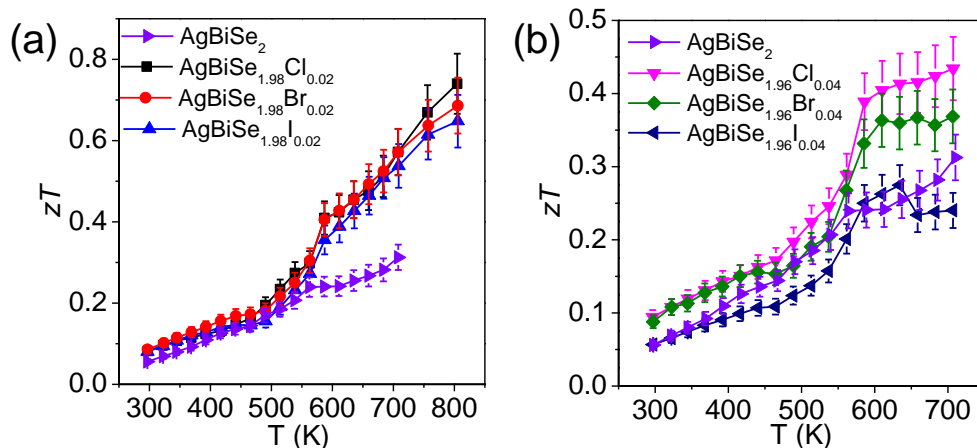 (a)
AgBiSe2
AgBiSe1.98Cl0.02
AgBiSe1.98Br0.02
AgBiSe1.98I0.02
zT
0.8
0.6
0.4
0.2
0.0
300 400 500 600 700 800
T (K)
(b)
AgBiSe2
AgBiSe1.96Cl0.04
AgBiSe1.96Br0.04
AgBiSe1.96I0.04
zT
0.5
0.4
0.3
0.2
0.1
0.0
300 400 500 600 700
T (K)